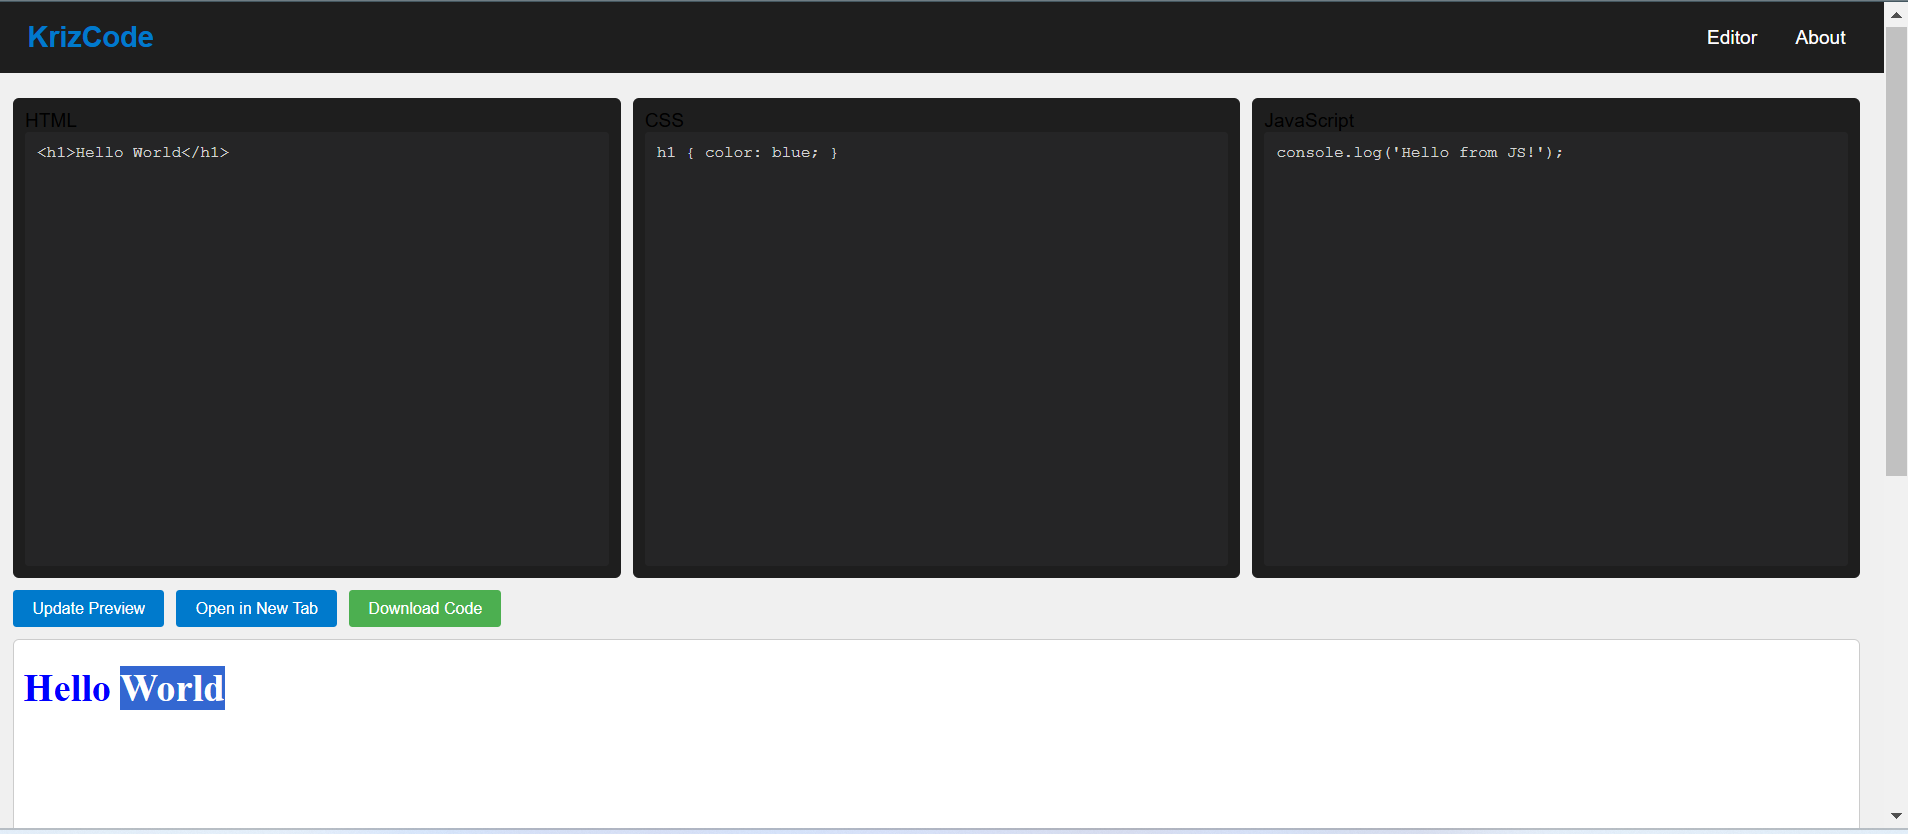 KrizCode
Editor
About
HTML
<h1>Hello World</h1>
CSS
h1 { color: blue; }
JavaScript
console.log('Hello from JS!');
Update Preview
Open in New Tab
Download Code
Hello World